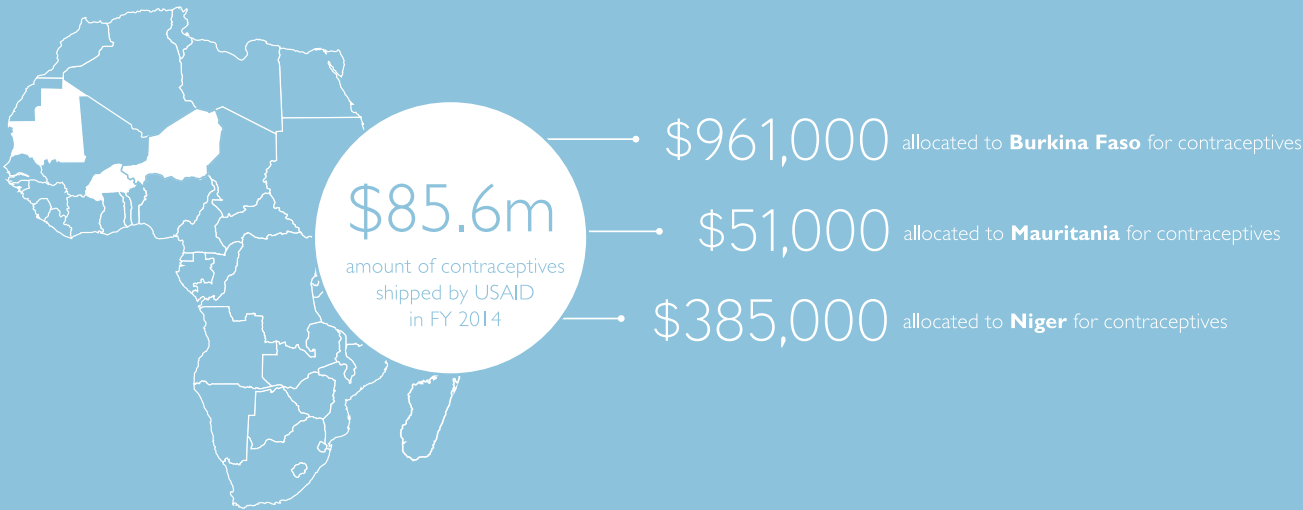 $85.6m
amount of contraceptives
shipped by USAID
in FY 2014
$961,000 allocated to Burkina Faso for contraceptives
$51,000 allocated to Mauritania for contraceptives
$385,000 allocated to Niger for contraceptives